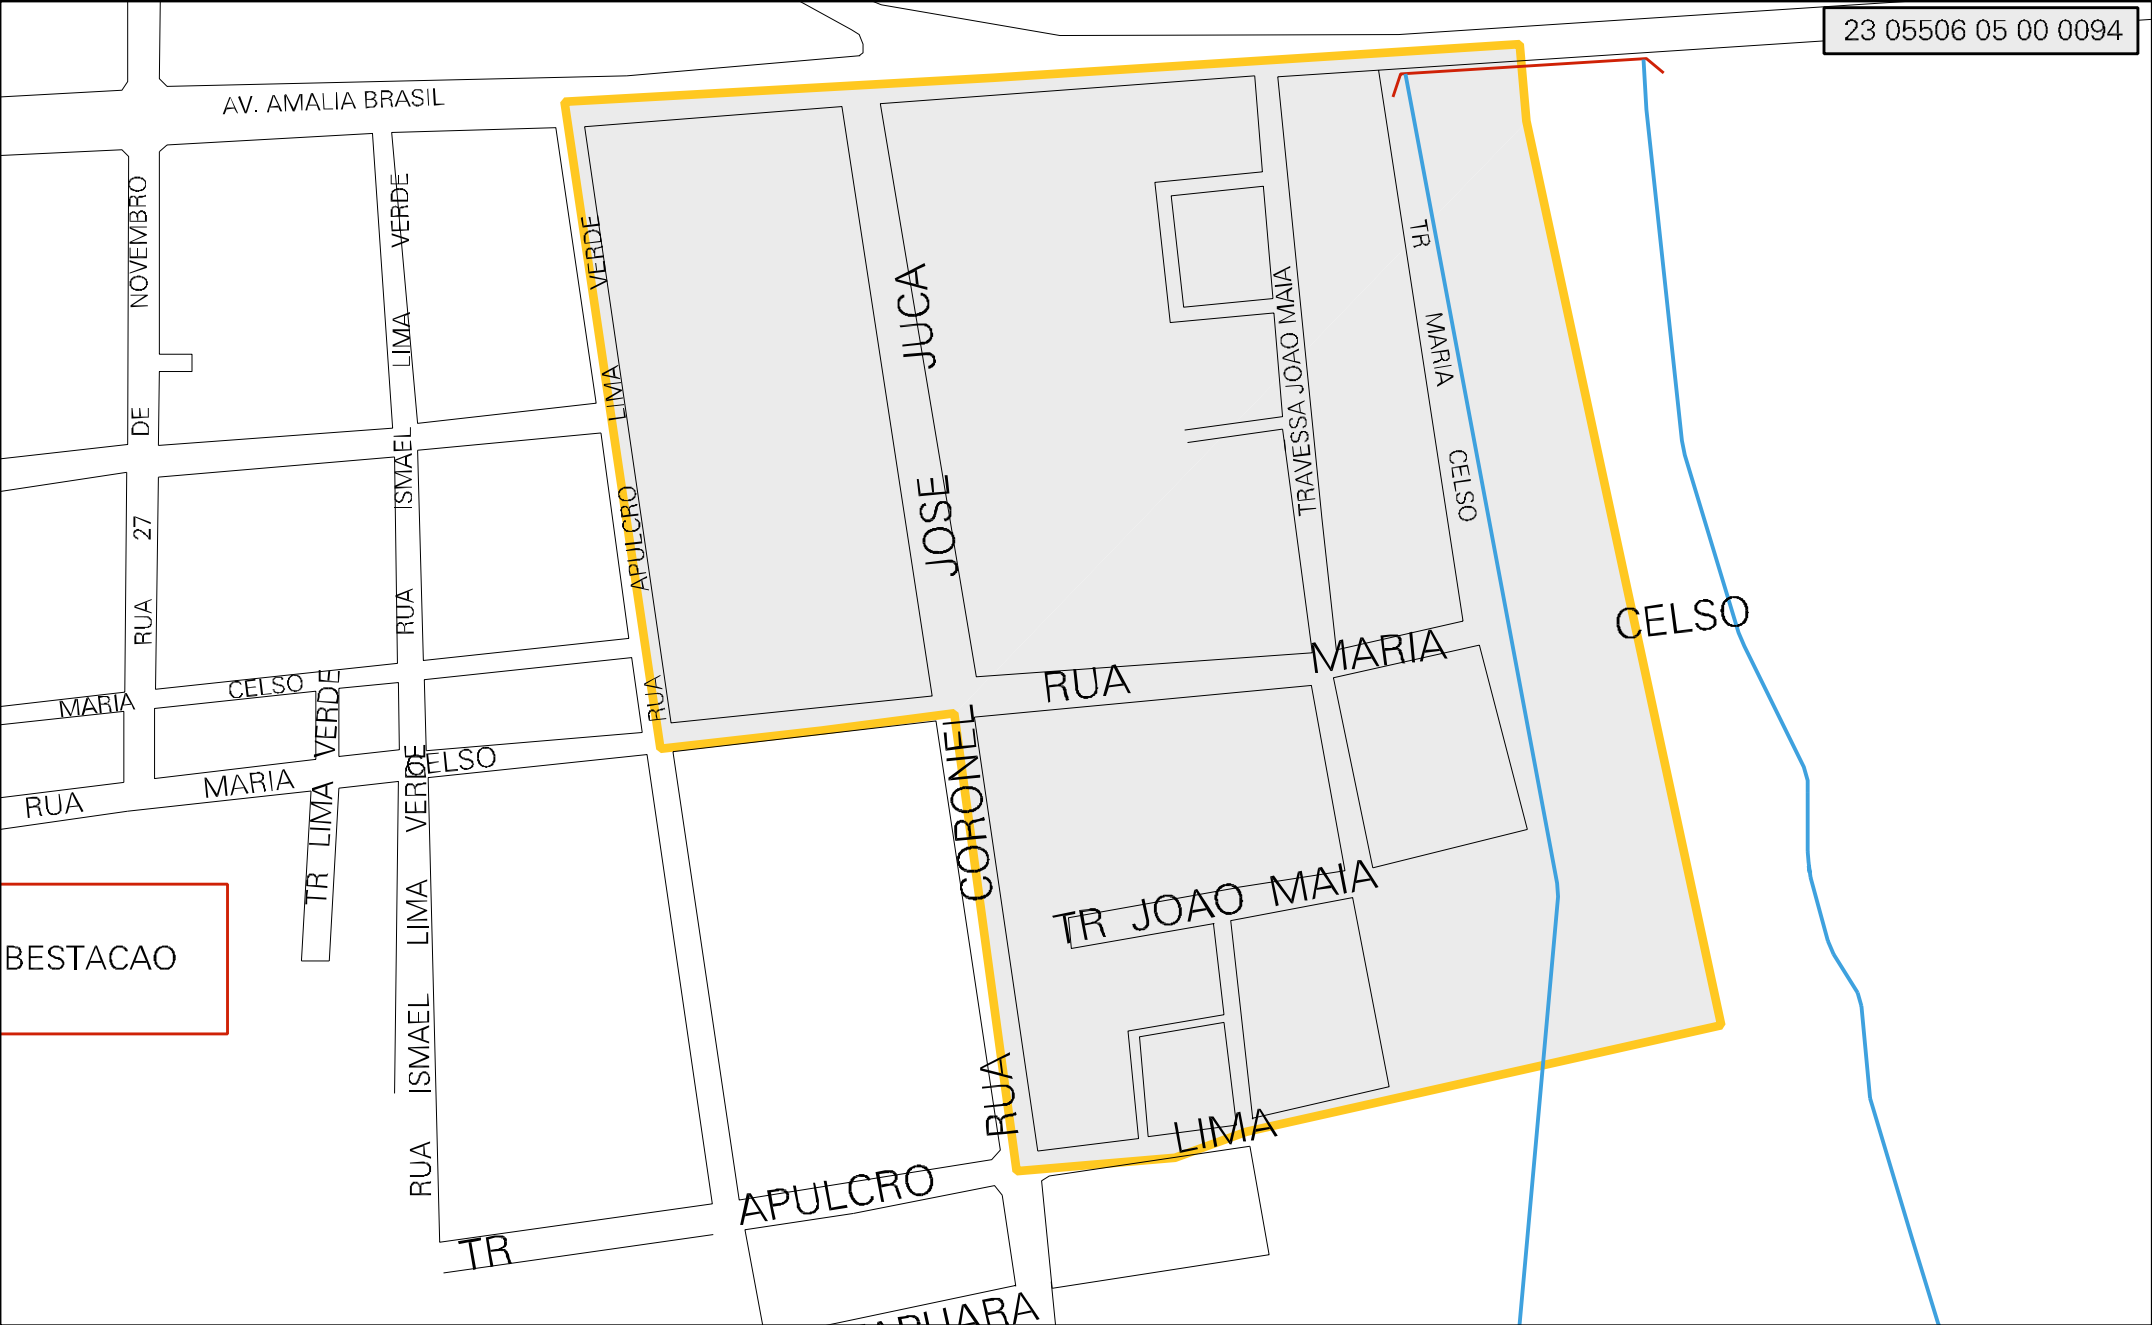 23 05506 05 00 0094
AV. AMALIA BRASIL
RUA 27 DE NOVEMBRO
RUA ISMAEL LIMA VERDE
RUA APULCRO LIMA VERDE
JOSE JUCA
TRAVESSA JOAO MAIA
TR MARIA CELSO
RUA MARIA CELSO
MARIA CELSO
RUA MARIA CELSO
TR LIMA VERDE
RUA ISMAEL LIMA VERDE
RUA CORONEL
TR JOAO MAIA
BESTACAO
TR APULCRO LIMA